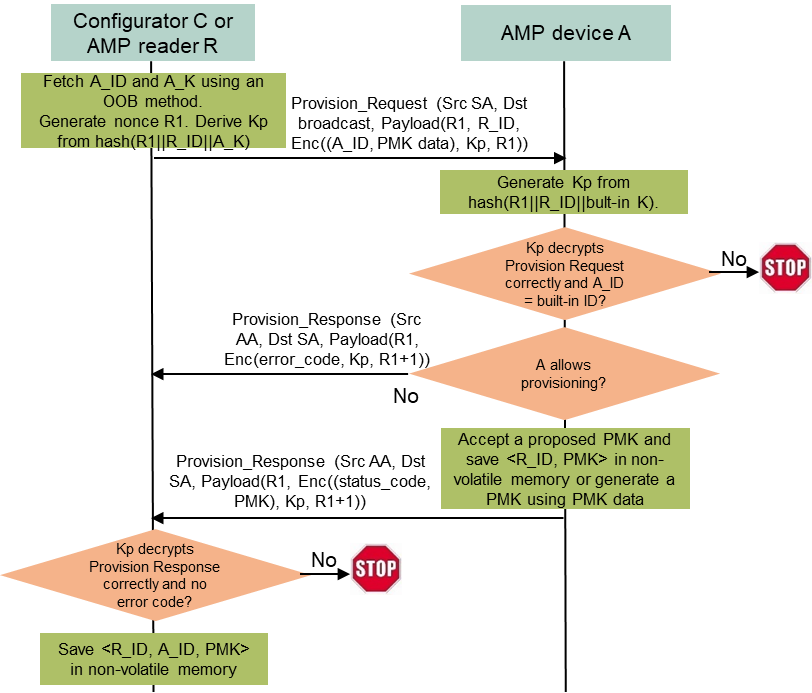 Configurator C or
AMP reader R
AMP device A
Fetch A_ID and A_K using an
OOB method.
Generate nonce R1. Derive Kp
from hash(R1||R_ID||A_K)
Provision_Request (Src SA, Dst
broadcast, Payload(R1, R_ID,
Enc((A_ID, PMK data), Kp, R1))
Generate Kp from
hash(R1||R_ID||bult-in K).
Kp decrypts
Provision Request
correctly and A_ID
= built-in ID?
No
STOP
Provision_Response (Src
AA, Dst SA, Payload(R1,
Enc(error_code, Kp, R1+1))
A allows
provisioning?
No
Accept a proposed PMK and
save <R_ID, PMK> in non-
volatile memory or generate a
PMK using PMK data
Provision_Response (Src AA, Dst
SA, Payload(R1, Enc((status_code,
PMK), Kp, R1+1))
Kp decrypts
Provision Response
correctly and no
error code?
No
STOP
Save <R_ID, A_ID, PMK>
in non-volatile memory